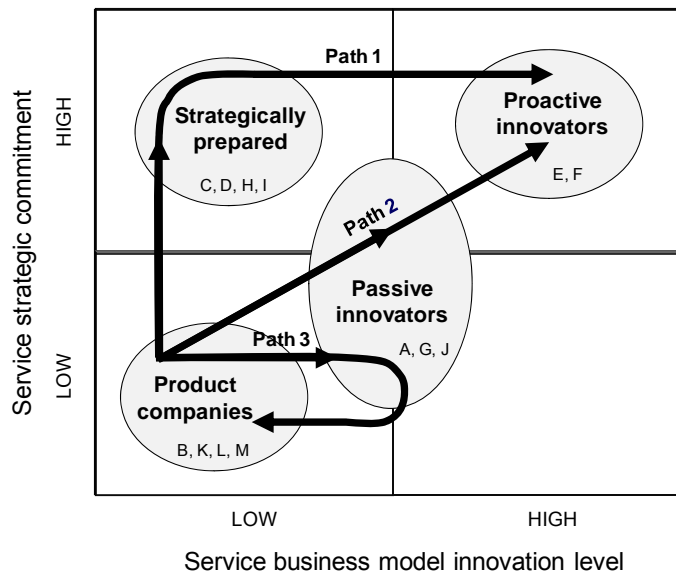 Path 1
Strategically
prepared
C, D, H, I
Proactive
innovators
E, F
Path 2
Passive
innovators
A, G, J
Path 3
Product
companies
B, K, L, M
Service strategic commitment
HIGH
LOW
LOW
HIGH
Service business model innovation level